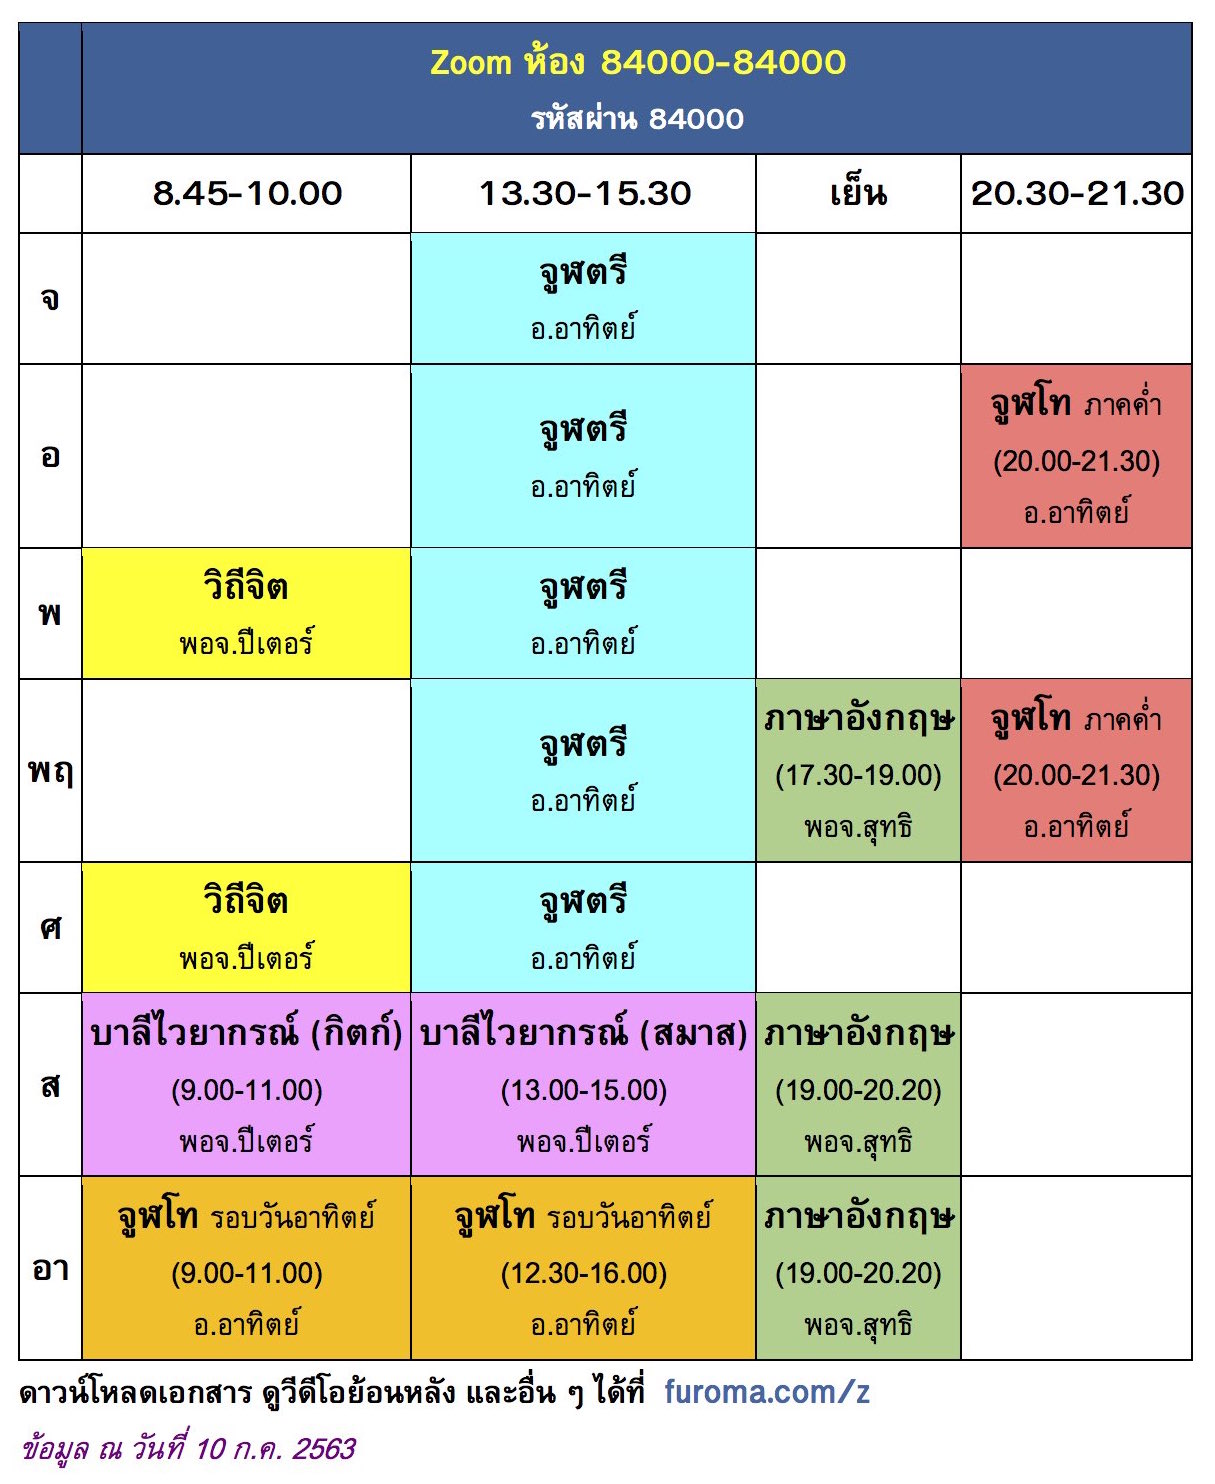 Zoom ห้อง 84000-84000
รหัสผ่าน 84000
8.45-10.00
13.30-15.30
เย็น
20.30-21.30
จ
จูฬตรี
อ.อาทิตย์
อ
จูฬตรี
อ.อาทิตย์
จูฬโท ภาคค่ำ
(20.00-21.30)
อ.อาทิตย์
พ
วิถีจิต
พอจ.ปีเตอร์
จูฬตรี
อ.อาทิตย์
พฤ
จูฬตรี
อ.อาทิตย์
ภาษาอังกฤษ
(17.30-19.00)
พอจ.สุทธิ
จูฬโท ภาคค่ำ
(20.00-21.30)
อ.อาทิตย์
ศ
วิถีจิต
พอจ.ปีเตอร์
จูฬตรี
อ.อาทิตย์
ส
บาลีไวยากรณ์ (กิตก์)
(9.00-11.00)
พอจ.ปีเตอร์
บาลีไวยากรณ์ (สมาส)
(13.00-15.00)
พอจ.ปีเตอร์
ภาษาอังกฤษ
(19.00-20.20)
พอจ.สุทธิ
อา
จูฬโท รอบวันอาทิตย์
(9.00-11.00)
อ.อาทิตย์
จูฬโท รอบวันอาทิตย์
(12.30-16.00)
อ.อาทิตย์
ภาษาอังกฤษ
(19.00-20.20)
พอจ.สุทธิ
ดาวน์โหลดเอกสาร ดูวีดีโอย้อนหลัง และอื่น ๆ ได้ที่ furoma.com/z
ข้อมูล ณ วันที่ 10 ก.ค. 2563